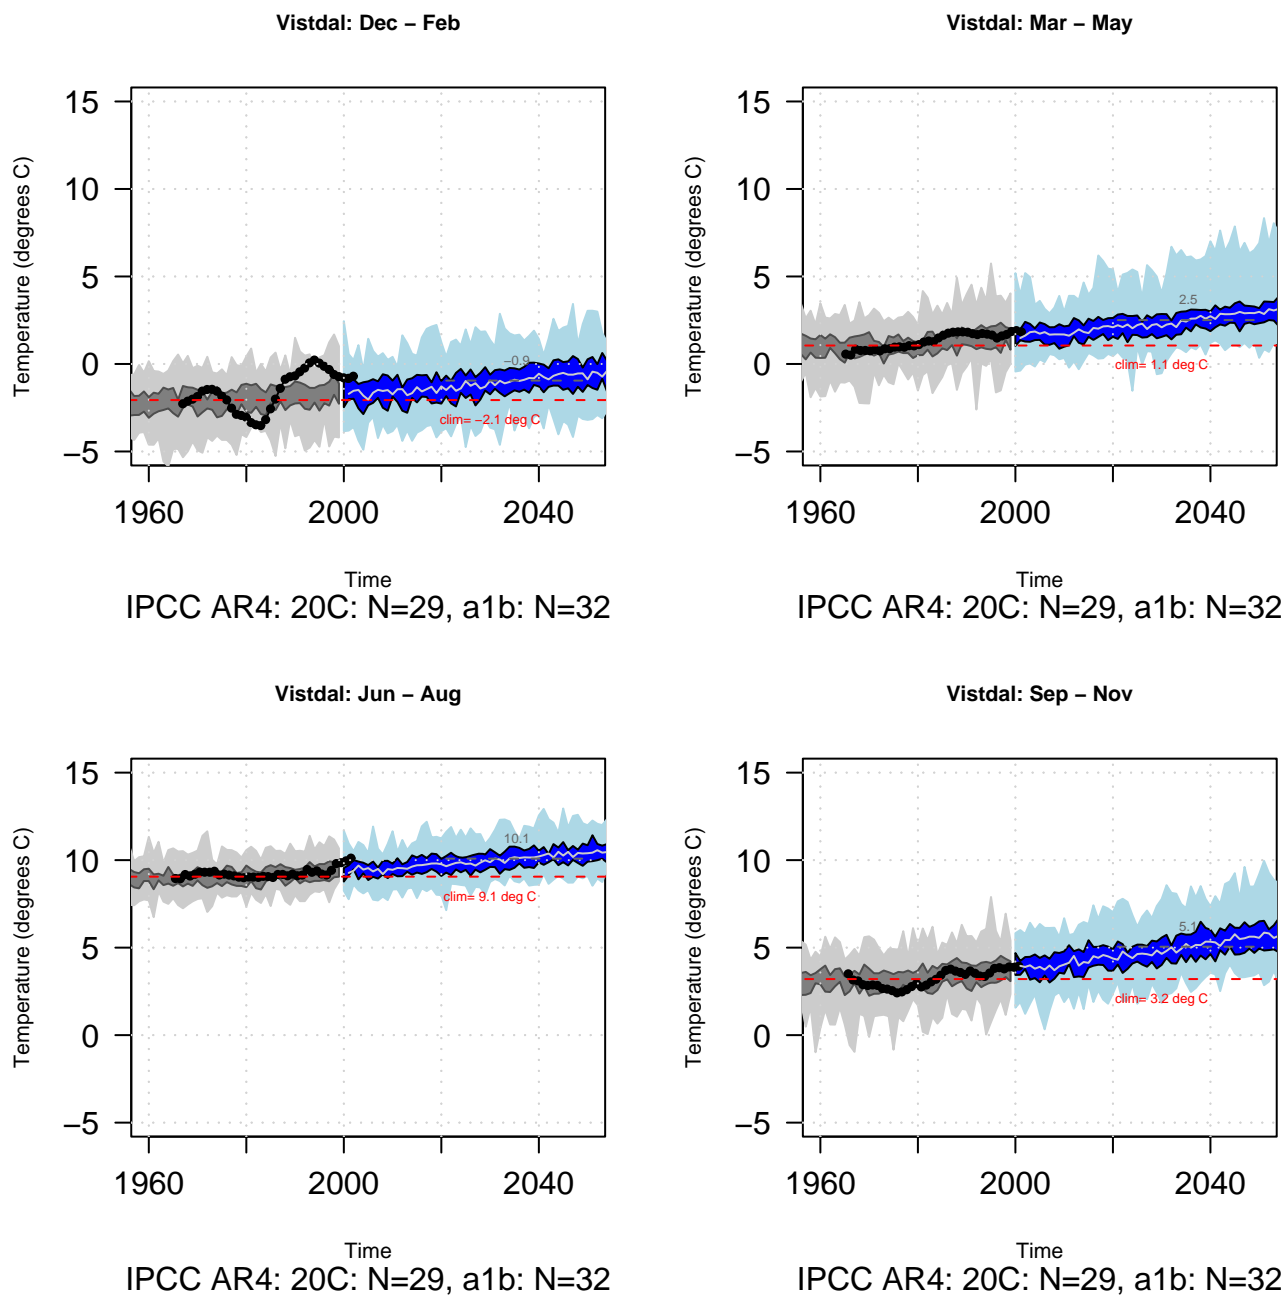 Vistdal: Dec − Feb
Temperature (degrees C)
15
10
5
0
−5
−0.9
clim= −2.1 deg C
1960
2000
2040
Time
IPCC AR4: 20C: N=29, a1b: N=32
Vistdal: Mar − May
Temperature (degrees C)
15
10
5
0
−5
2.5
clim= 1.1 deg C
1960
2000
2040
Time
IPCC AR4: 20C: N=29, a1b: N=32
Vistdal: Jun − Aug
Temperature (degrees C)
15
10
5
0
−5
10.1
clim= 9.1 deg C
1960
2000
2040
Time
IPCC AR4: 20C: N=29, a1b: N=32
Vistdal: Sep − Nov
Temperature (degrees C)
15
10
5
0
−5
5.1
clim= 3.2 deg C
1960
2000
2040
Time
IPCC AR4: 20C: N=29, a1b: N=32